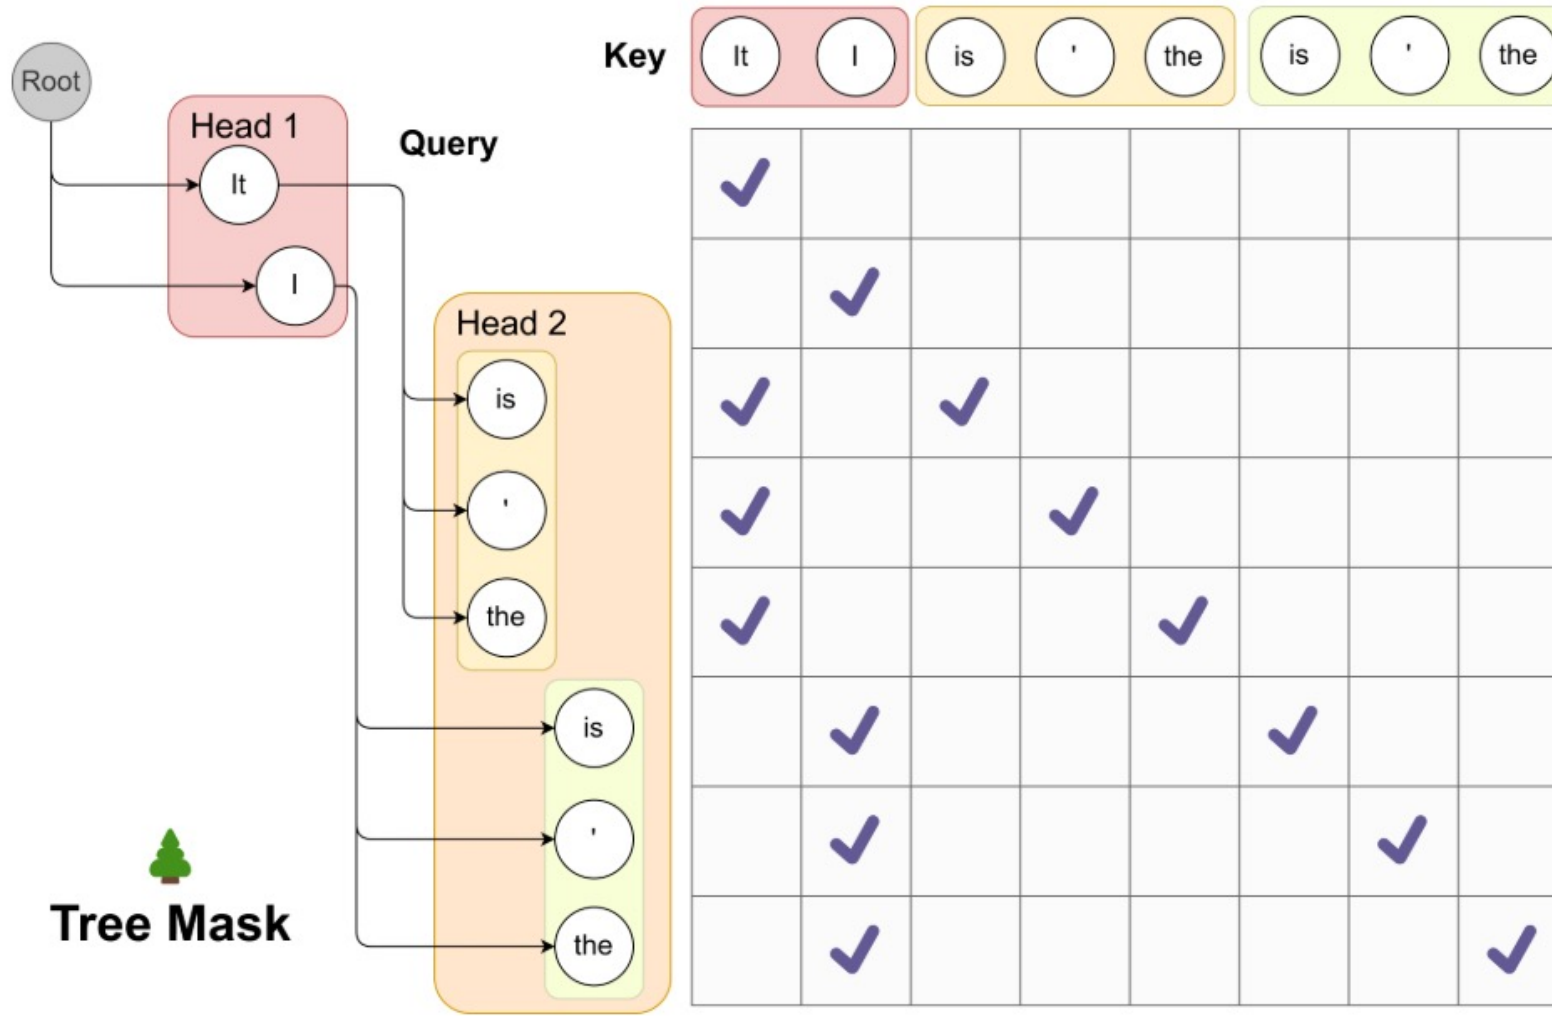 Key It I is ' the is ' the
Root
Head 1
Query
It
I
Head 2
is
'
the
is
'
the
Tree Mask